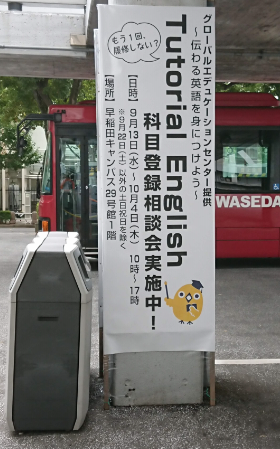 グローバルエデュケーションセンター提供
～伝わる英語を身につけよう～
Tutorial English
科目登録相談会実施中！
もう1回、
履修しない？
【日時】9月13日(水)～10月4日(木) 10時～17時
※9月28日(土)以外の土日祝日を除く
【場所】早稲田キャンパス29号館1階
WASEDA